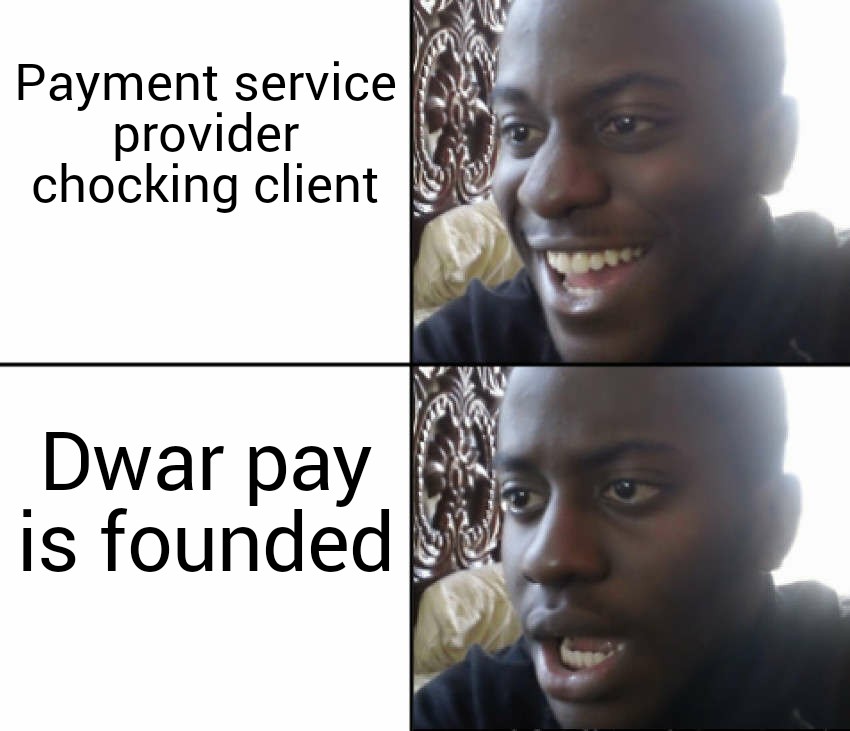 Payment service
provider
chocking client
Dwar pay
is founded